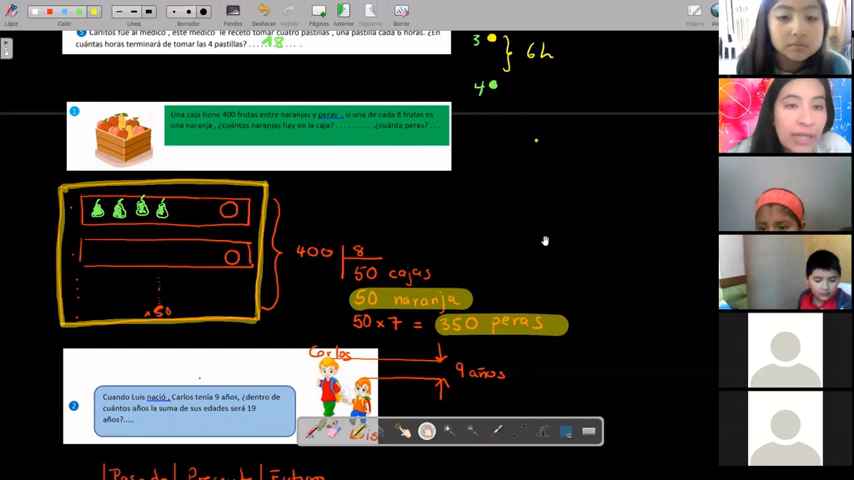 Lápiz
Color
Línea
Borrador
Fondos
Deshacer
Rehacer
Páginas
Anterior
Siguiente
Borrar
Carlitos fue al médico , este médico le recetó tomar cuatro pastillas , una pastilla cada 6 horas. ¿En
cuántas horas terminará de tomar las 4 pastillas? . . . . 18 . . . .
3
6h
4
1
Una caja tiene 400 frutas entre naranjas y peras , si una de cada 8 frutas es
una naranja , ¿cuántas naranjas hay en la caja? . . . . . . . . . .¿cuánta peras? . . .
400 8
50 cajas
50 naranja
x50
50 x 7 = 350 peras
Carlos
9 años
2
Cuando Luis nació , Carlos tenía 9 años, ¿dentro de
cuántos años la suma de sus edades será 19
años?.....
Luis
Pasado | Presente | Futuro